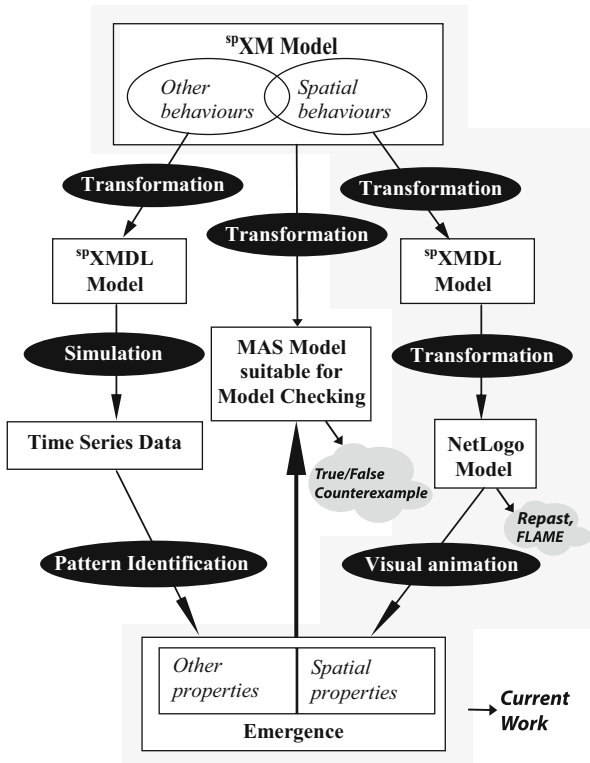 spXM Model
Other
behaviours
Spatial
behaviours
Transformation
Transformation
Transformation
spXMDL
Model
spXMDL
Model
Simulation
MAS Model
suitable for
Model Checking
Transformation
Time Series Data
True/False
Counterexample
NetLogo
Model
Repast,
FLAME
Pattern Identification
Visual animation
Other
properties
Spatial
properties
Emergence
Current
Work